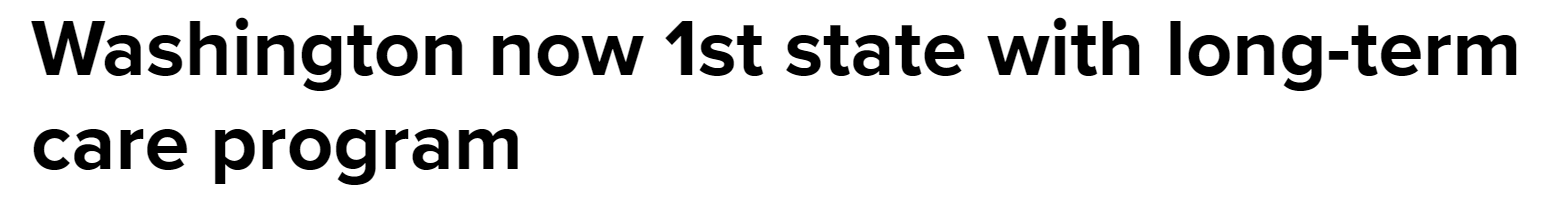 Washington now 1st state with long-term
care program